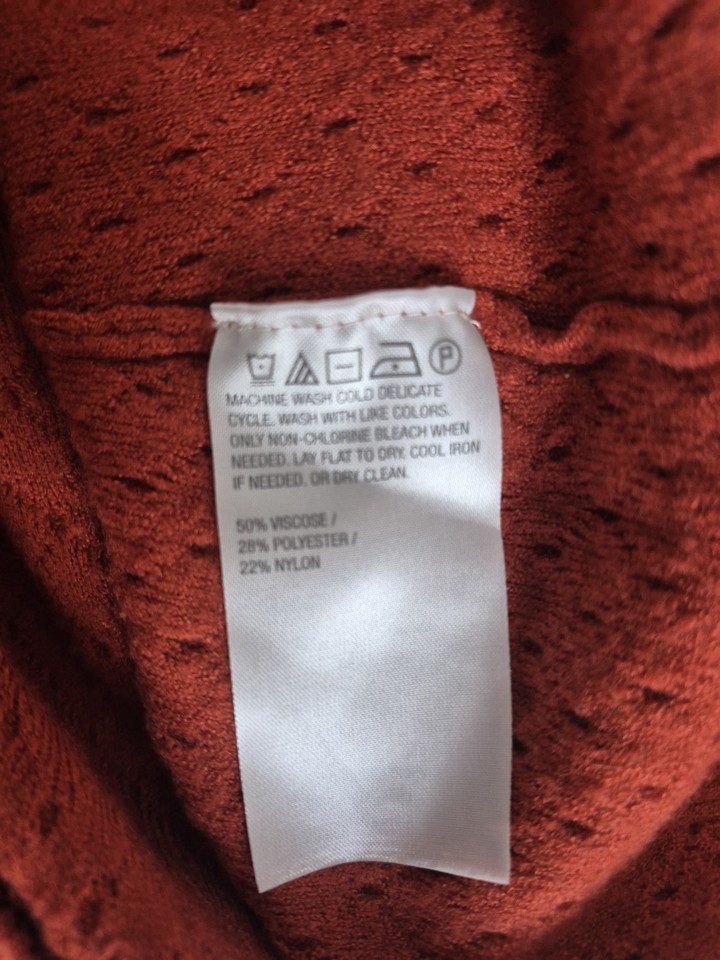 P
MACHINE WASH COLD DELICATE
CYCLE. WASH WITH LIKE COLORS.
ONLY NON-CHLORINE BLEACH WHEN
NEEDED. LAY FLAT TO DRY. COOL IRON
IF NEEDED. OR DRY CLEAN.
50% VISCOSE /
28% POLYESTER /
22% NYLON